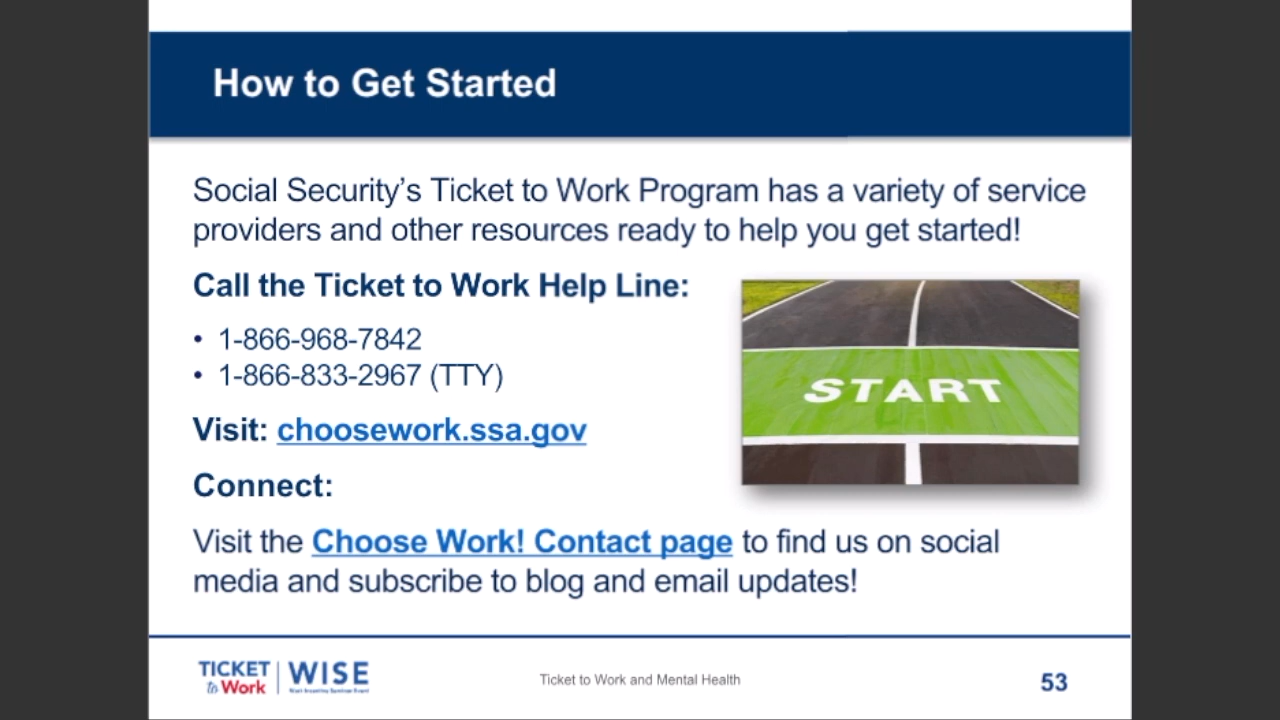 How to Get Started
Social Security’s Ticket to Work Program has a variety of service
providers and other resources ready to help you get started!
Call the Ticket to Work Help Line:
• 1-866-968-7842
• 1-866-833-2967 (TTY)
START
Visit: choosework.ssa.gov
Connect:
Visit the Choose Work! Contact page to find us on social
media and subscribe to blog and email updates!
TICKET
to Work
WISE
Work Incentives Seminar Event
Ticket to Work and Mental Health
53